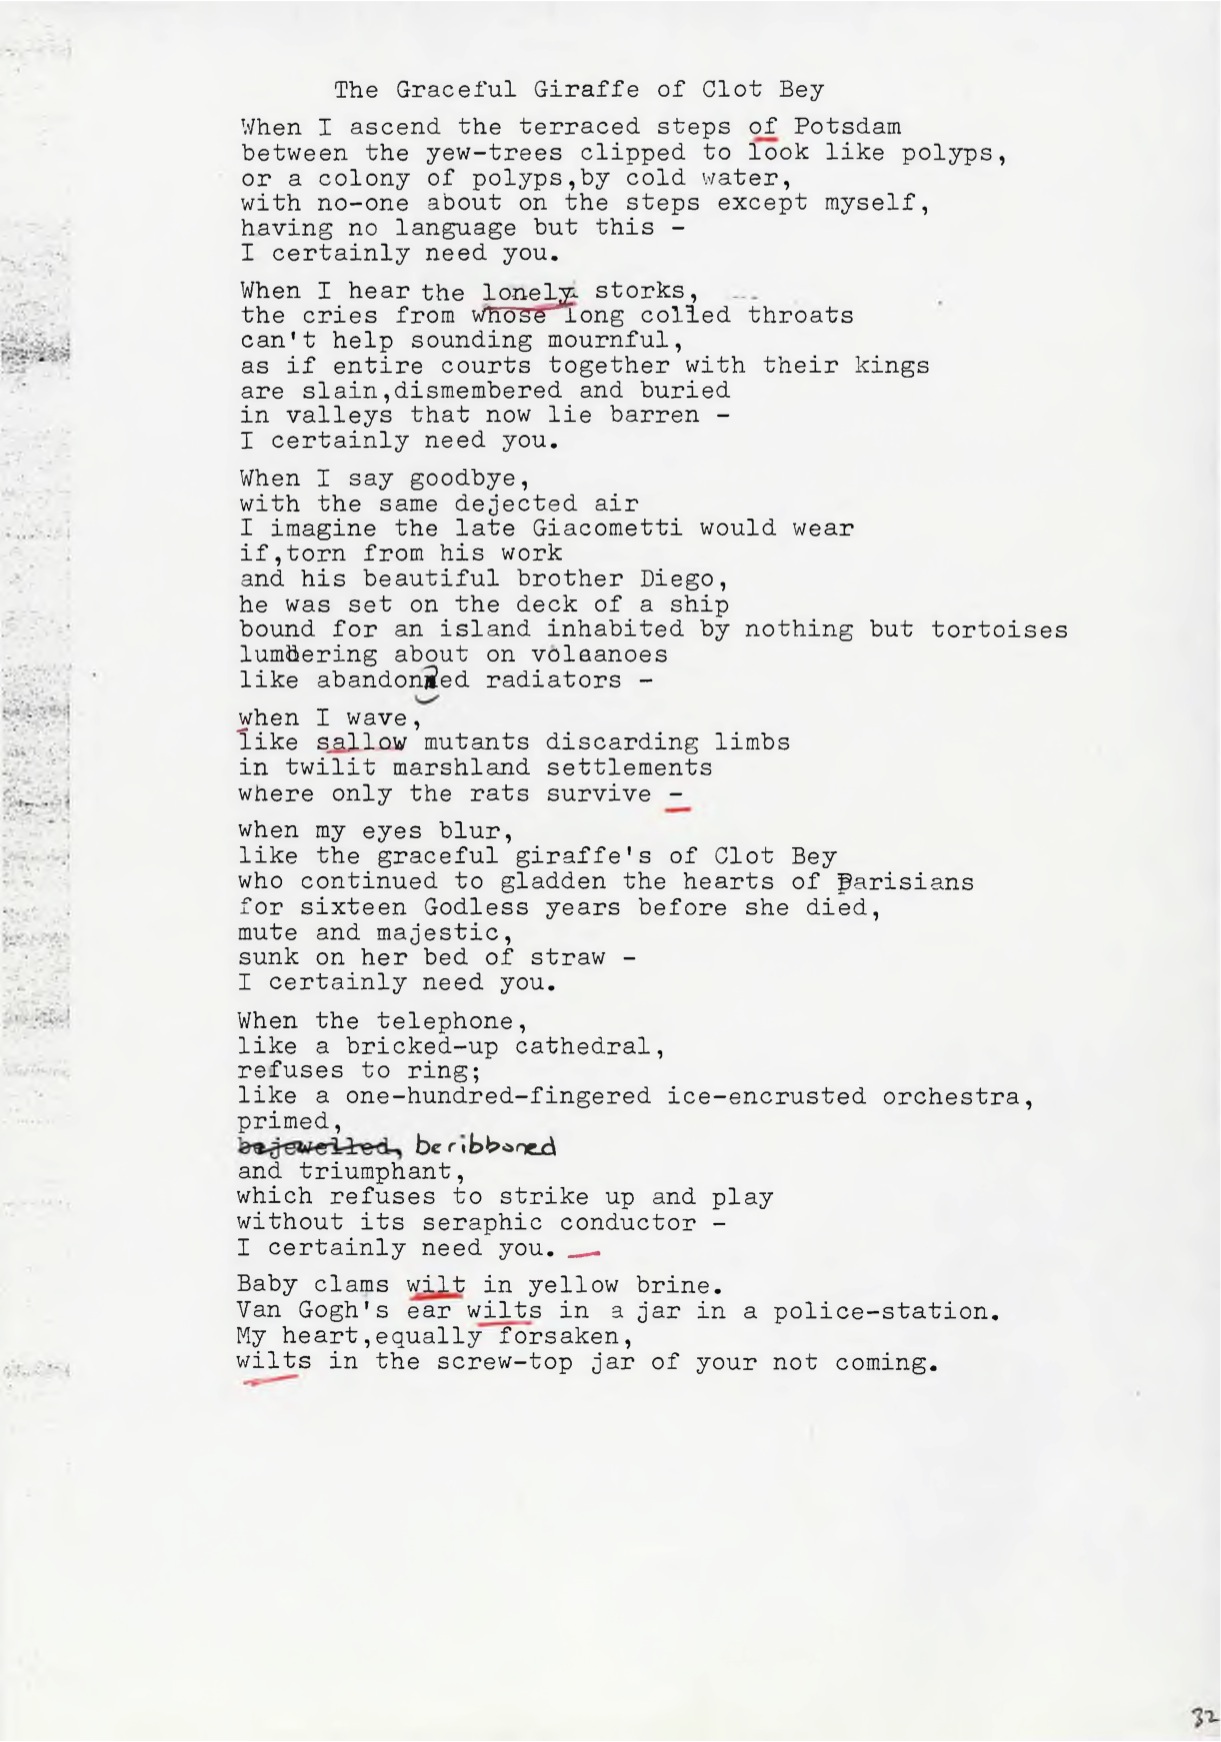 The Graceful Giraffe of Clot Bey
When I ascend the terraced steps of Potsdam
between the yew-trees clipped to look like polyps,
or a colony of polyps,by cold water,
with no-one about on the steps except myself,
having no language but this -
I certainly need you.
When I hear the lonely storks,
the cries from whose long coiled throats
can't help sounding mournful,
as if entire courts together with their kings
are slain,dismembered and buried
in valleys that now lie barren -
I certainly need you.
When I say goodbye,
with the same dejected air
I imagine the late Giacometti would wear
if,torn from his work
and his beautiful brother Diego,
he was set on the deck of a ship
bound for an island inhabited by nothing but tortoises
lumbering about on volcanoes
like abandoned radiators -
when I wave,
like sallow mutants discarding limbs
in twilit marshland settlements
where only the rats survive -
when my eyes blur,
like the graceful giraffe's of Clot Bey
who continued to gladden the hearts of Parisians
for sixteen Godless years before she died,
mute and majestic,
sunk on her bed of straw -
I certainly need you.
When the telephone,
like a bricked-up cathedral,
refuses to ring;
like a one-hundred-fingered ice-encrusted orchestra,
primed,
bejewelled, beribboned
and triumphant,
which refuses to strike up and play
without its seraphic conductor -
I certainly need you.
Baby clams wilt in yellow brine.
Van Gogh's ear wilts in a jar in a police-station.
My heart,equally forsaken,
wilts in the screw-top jar of your not coming.
32